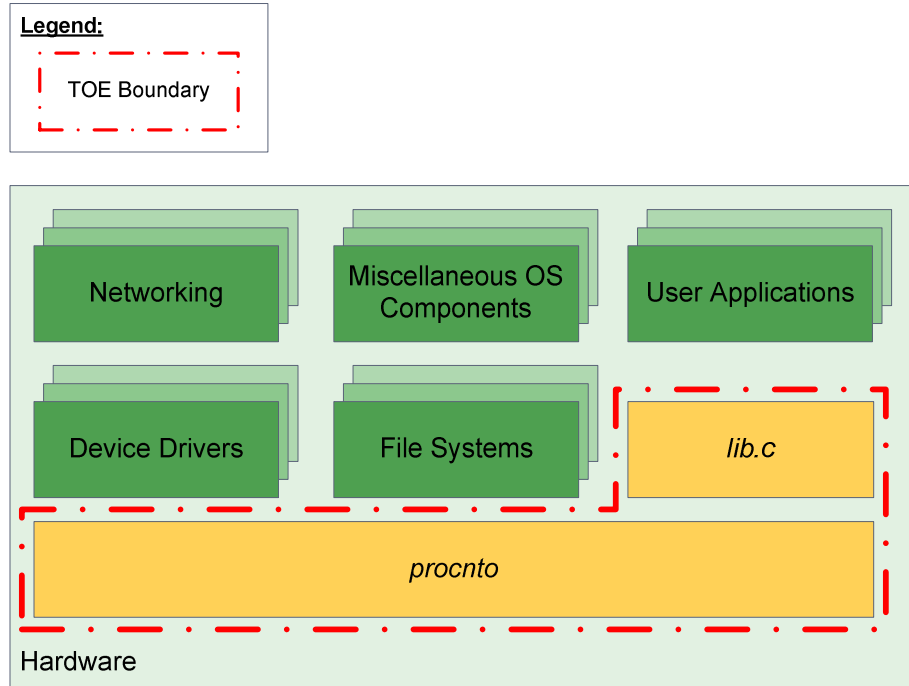 Legend:
TOE Boundary
Networking
Miscellaneous OS
Components
User Applications
Device Drivers
File Systems
lib.c
procnto
Hardware